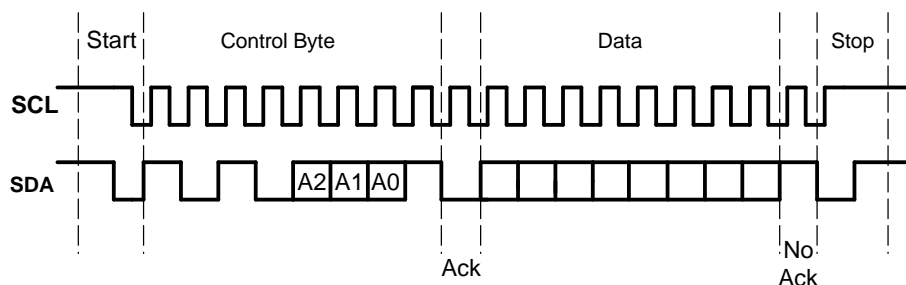 Start
Control Byte
Data
Stop
SCL
SDA
A2 A1 A0
Ack
No
Ack